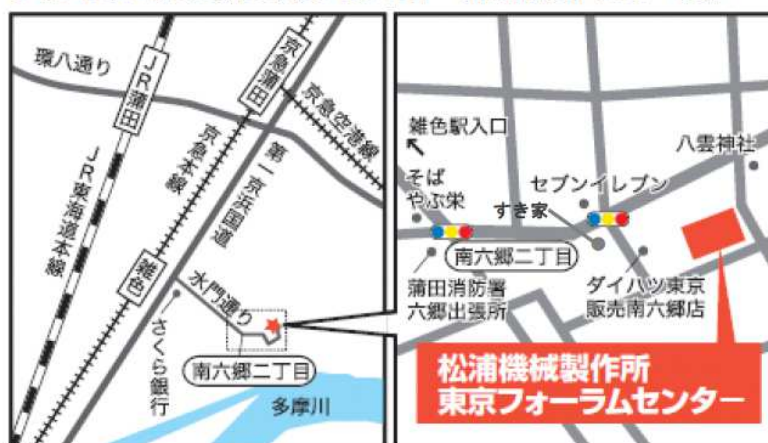 環八通り
JR蒲田
京急蒲田
京急空港線
京急本線
第一京浜国道
JR東海道本線
雑色
水門通り
さくら銀行
南六郷二丁目
多摩川
雑色駅入口
八雲神社
そば
やぶ栄
セブンイレブン
すき家
南六郷二丁目
蒲田消防署
六郷出張所
ダイハツ東京
販売南六郷店
松浦機械製作所
東京フォーラムセンター